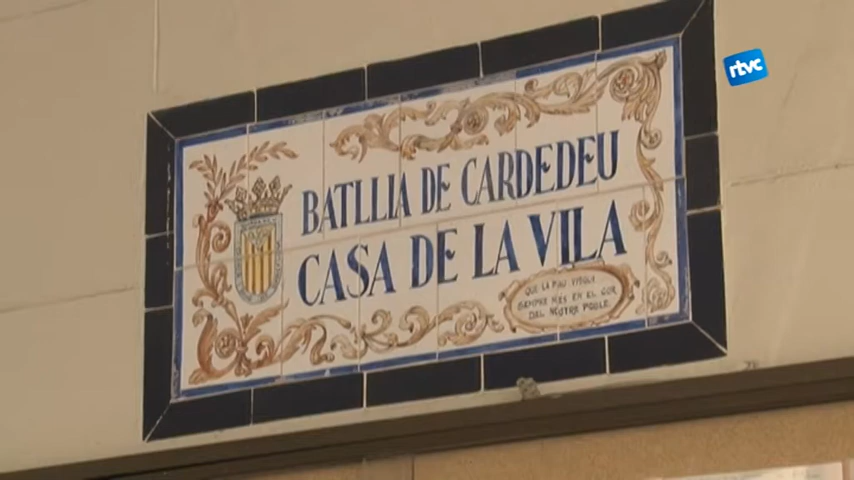 rtvc
BATLLIA DE CARDEDEU
CASA DE LA VILA
QUE LA PAU VISQUI
SEMPRE MÉS EN EL COR
DEL NOSTRE POBLE